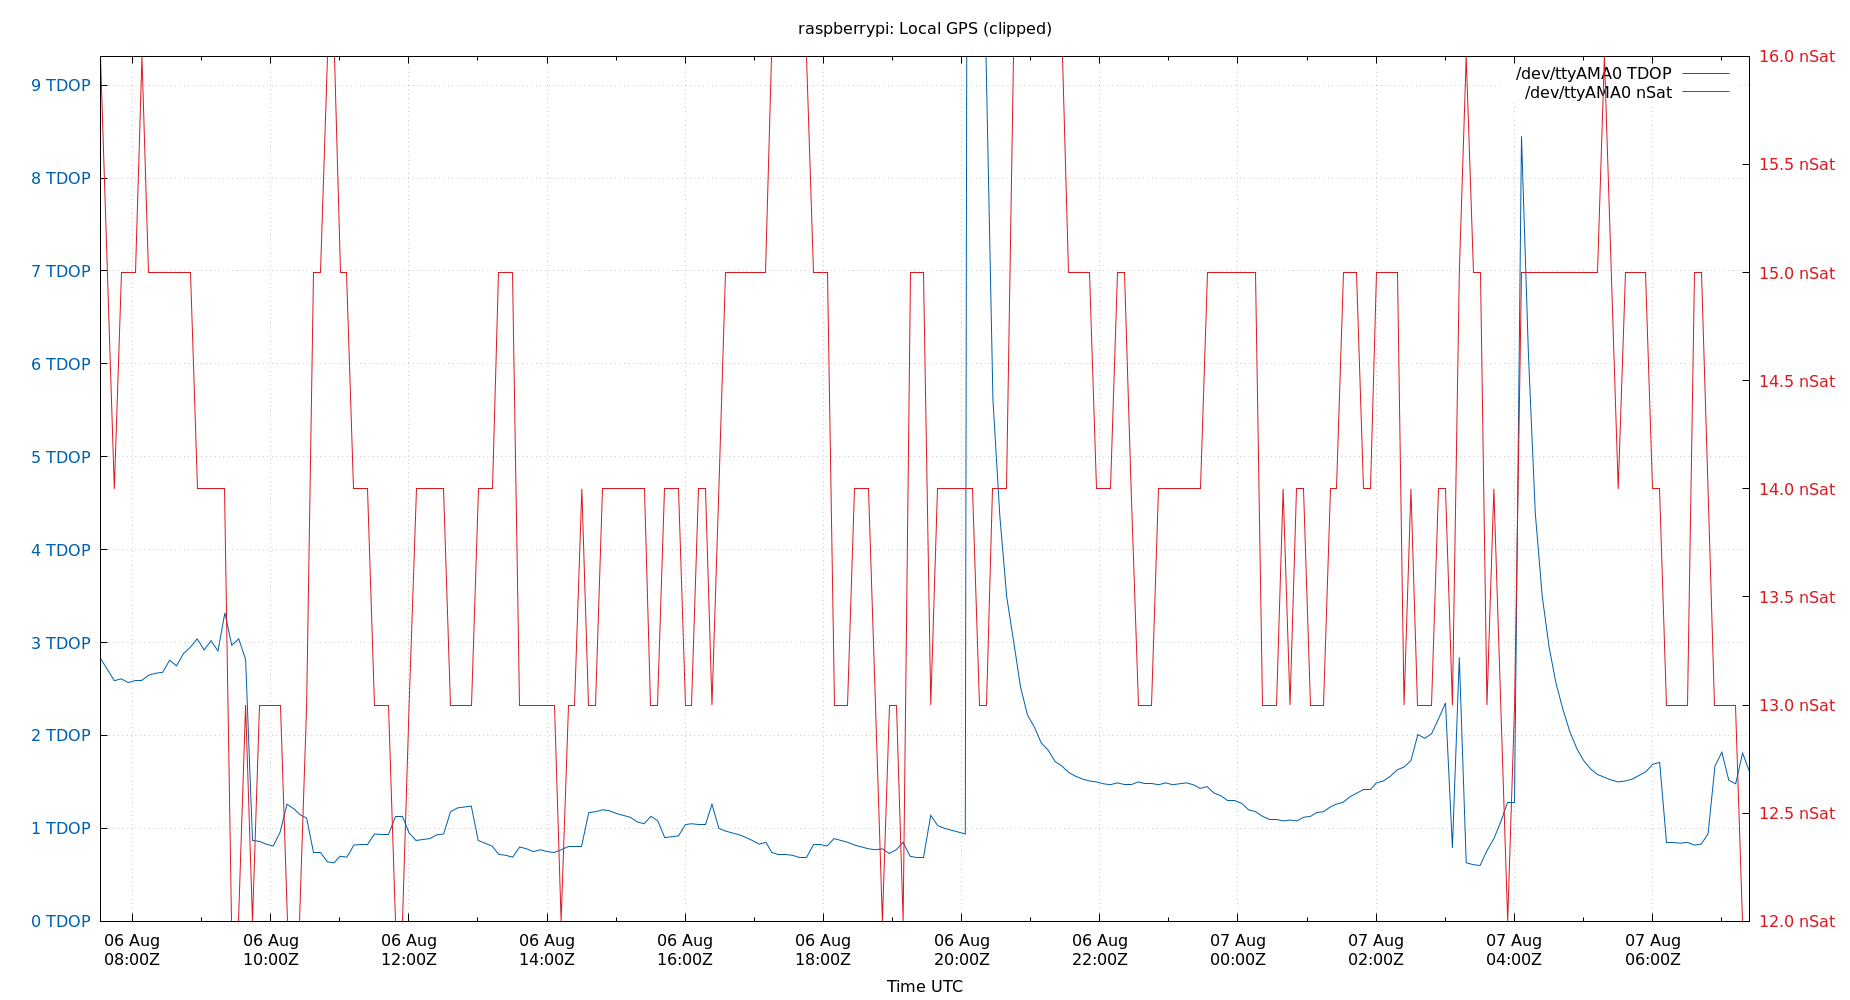 raspberrypi: Local GPS (clipped)
9 TDOP
8 TDOP
7 TDOP
6 TDOP
5 TDOP
4 TDOP
3 TDOP
2 TDOP
1 TDOP
0 TDOP
/dev/ttyAMA0 TDOP
/dev/ttyAMA0 nSat
16.0 nSat
15.5 nSat
15.0 nSat
14.5 nSat
14.0 nSat
13.5 nSat
13.0 nSat
12.5 nSat
12.0 nSat
06 Aug
08:00Z
06 Aug
10:00Z
06 Aug
12:00Z
06 Aug
14:00Z
06 Aug
16:00Z
06 Aug
18:00Z
06 Aug
20:00Z
06 Aug
22:00Z
07 Aug
00:00Z
07 Aug
02:00Z
07 Aug
04:00Z
07 Aug
06:00Z
Time UTC